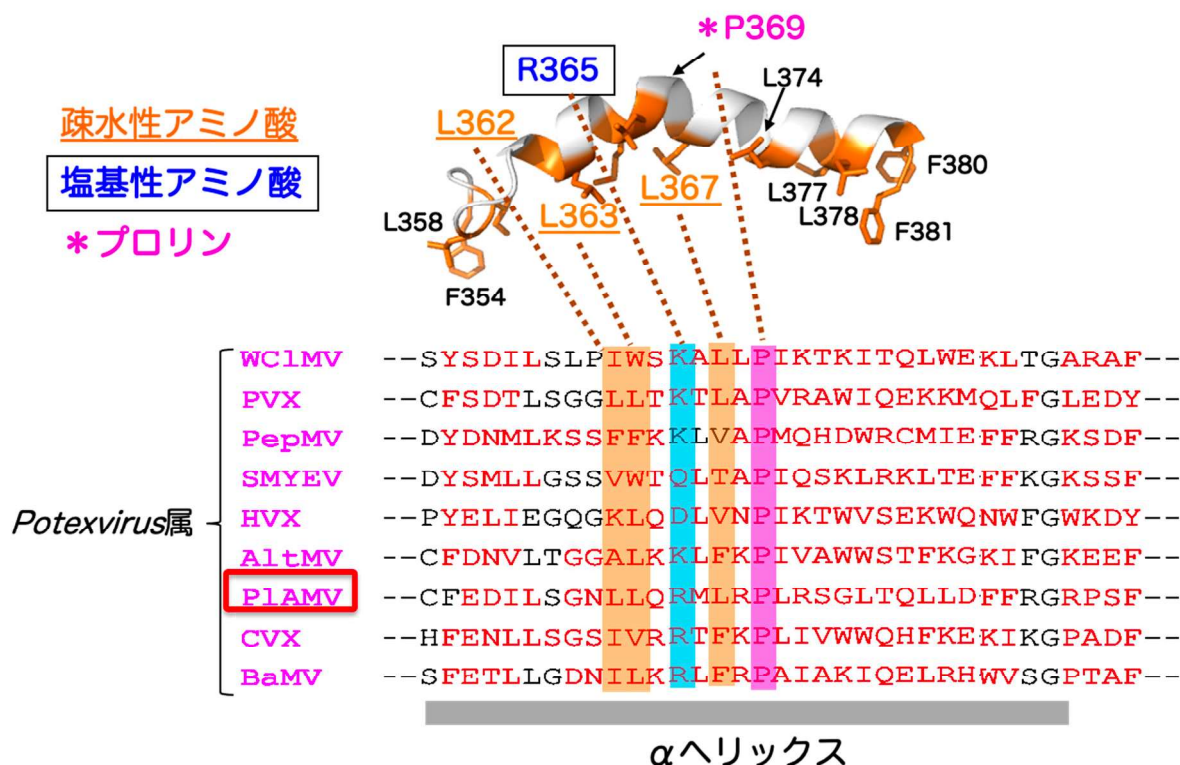 *P369
R365
L374
疎水性アミノ酸
L362
塩基性アミノ酸
F380
L367
L377
*プロリン
L363
L378
F381
L358
F354
WClMV --SYSDILSLPIWSKALLPIKTKITQLWEKLTGARAF--
PVX --CFSDTLSGGLLTKTLAPVRAWIQEKKMQLFGLEDY--
PepMV --DYDNMLKSSFFKKLVAPMQHDWRCMIEFFRGKSDF--
SMYEV --DYSMLLGSSVWTQLTAPIQSKLRKLTEFFKGKSSF--
Potexvirus属
HVX --PYELIEGQGKLQDLVNPIKTWVSEKWQNWFGWKDY--
AltMV --CFDNVLTGGALKKLFKPIVAWWSTFKGKIFGKEEF--
PlAMV --CFEDILSGNLLQRMLRPLRSGLTQLLDFFRGRPSF--
CVX --HFENLLSGSIVRRTFKPLIVWWQHFKEKIKGPADF--
BaMV --SFETLLGDNILKRLFRPAIAKIQELRHWVSGPTAF--
αヘリックス